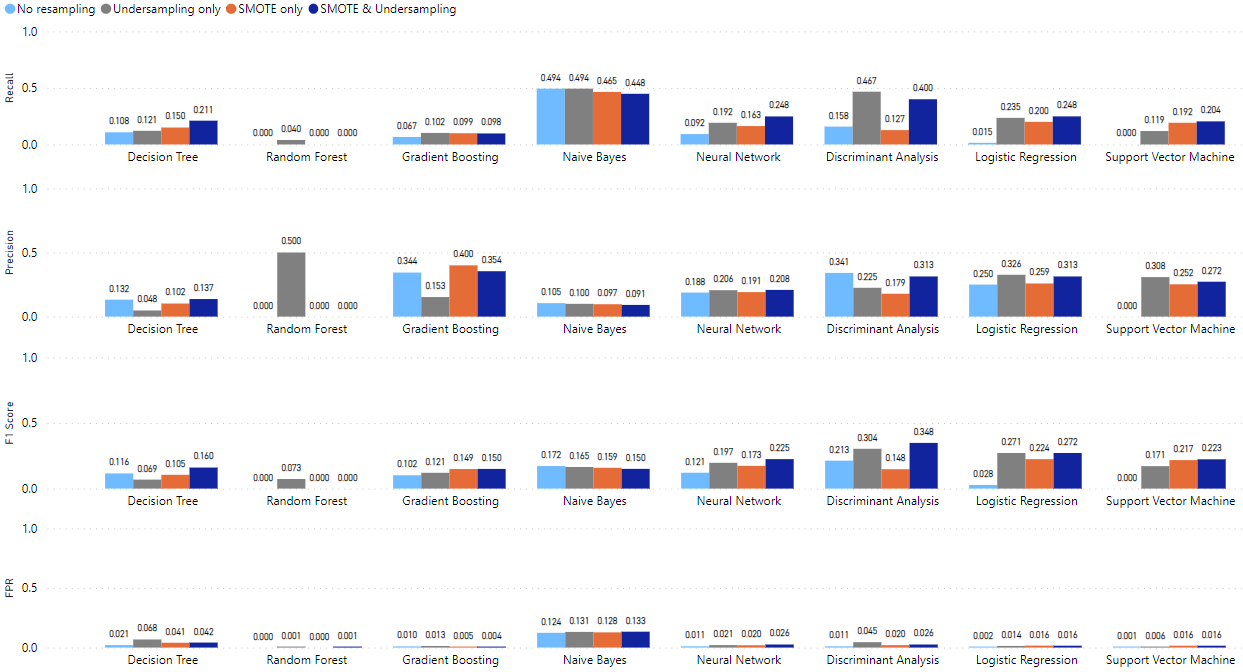 No resampling Undersampling only SMOTE only SMOTE & Undersampling
1.0
Recall
0.5
0.0
0.108 0.121 0.150 0.211
0.000 0.040 0.000 0.000
0.067 0.102 0.099 0.098
0.494 0.494 0.465 0.448
0.092 0.192 0.163 0.248
0.158 0.467 0.127 0.400
0.015 0.235 0.200 0.248
0.000 0.119 0.192 0.204
Decision Tree Random Forest Gradient Boosting Naive Bayes Neural Network Discriminant Analysis Logistic Regression Support Vector Machine
1.0
Precision
0.5
0.0
0.132 0.048 0.102 0.137
0.000 0.500 0.000 0.000
0.344 0.153 0.400 0.354
0.105 0.100 0.097 0.091
0.188 0.206 0.191 0.208
0.341 0.225 0.179 0.313
0.250 0.326 0.259 0.313
0.000 0.308 0.252 0.272
Decision Tree Random Forest Gradient Boosting Naive Bayes Neural Network Discriminant Analysis Logistic Regression Support Vector Machine
1.0
F1 Score
0.5
0.0
0.116 0.069 0.105 0.160
0.000 0.073 0.000 0.000
0.102 0.121 0.149 0.150
0.172 0.165 0.159 0.150
0.121 0.197 0.173 0.225
0.213 0.304 0.148 0.348
0.028 0.271 0.224 0.272
0.000 0.171 0.217 0.223
Decision Tree Random Forest Gradient Boosting Naive Bayes Neural Network Discriminant Analysis Logistic Regression Support Vector Machine
1.0
FPR
0.5
0.0
0.021 0.068 0.041 0.042
0.000 0.001 0.000 0.001
0.010 0.013 0.005 0.004
0.124 0.131 0.128 0.133
0.011 0.021 0.020 0.026
0.011 0.045 0.020 0.026
0.002 0.014 0.016 0.016
0.001 0.006 0.016 0.016
Decision Tree Random Forest Gradient Boosting Naive Bayes Neural Network Discriminant Analysis Logistic Regression Support Vector Machine